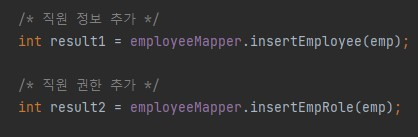 /* 직원 정보 추가 */
int result1 = employeeMapper.insertEmployee(emp);
/* 직원 권한 추가 */
int result2 = employeeMapper.insertEmpRole(emp);